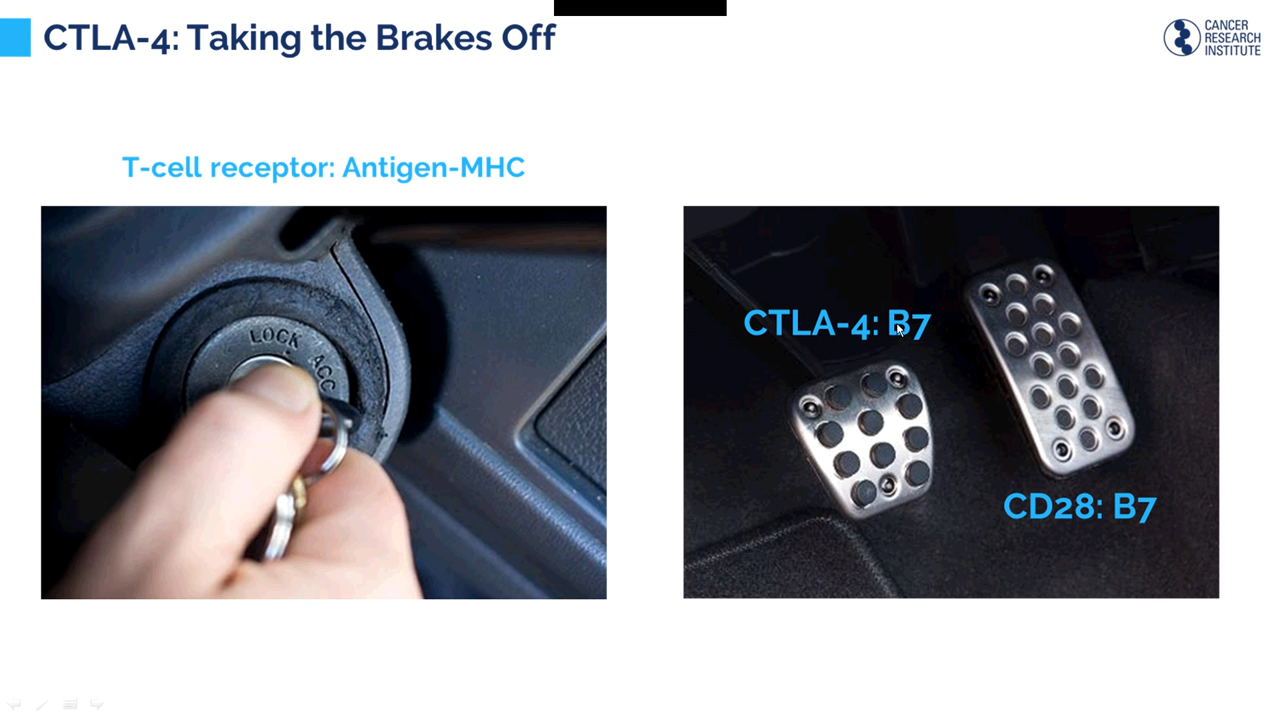 CTLA-4: Taking the Brakes Off
CANCER
RESEARCH
INSTITUTE
T-cell receptor: Antigen-MHC
LOCK ACC
CTLA-4: B7
CD28: B7